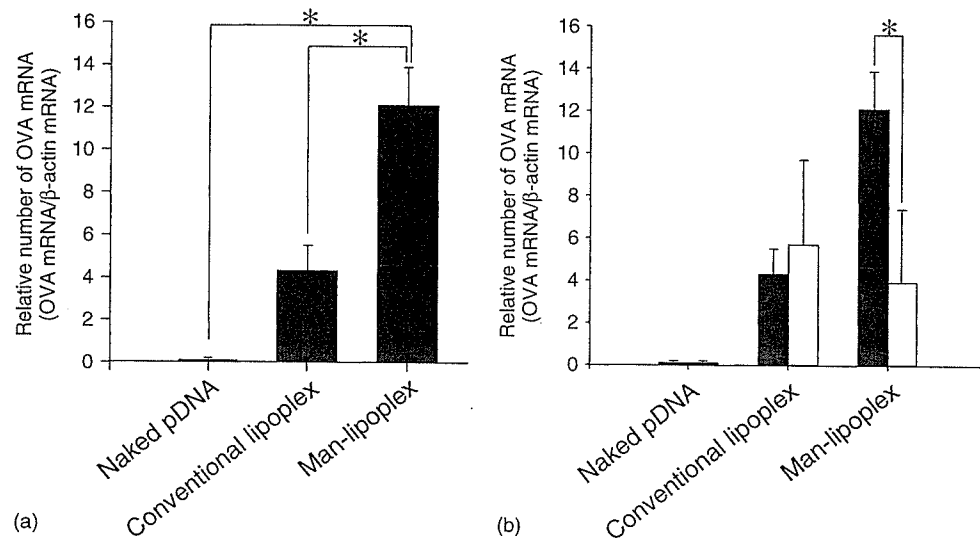 16
14
12
10
8
6
4
2
0
Relative number of OVA mRNA
(OVA mRNA/β-actin mRNA)
*
*
Naked pDNA
Conventional lipoplex
Man-lipoplex
(a)
16
14
12
10
8
6
4
2
0
Relative number of OVA mRNA
(OVA mRNA/β-actin mRNA)
*
Naked pDNA
Conventional lipoplex
Man-lipoplex
(b)